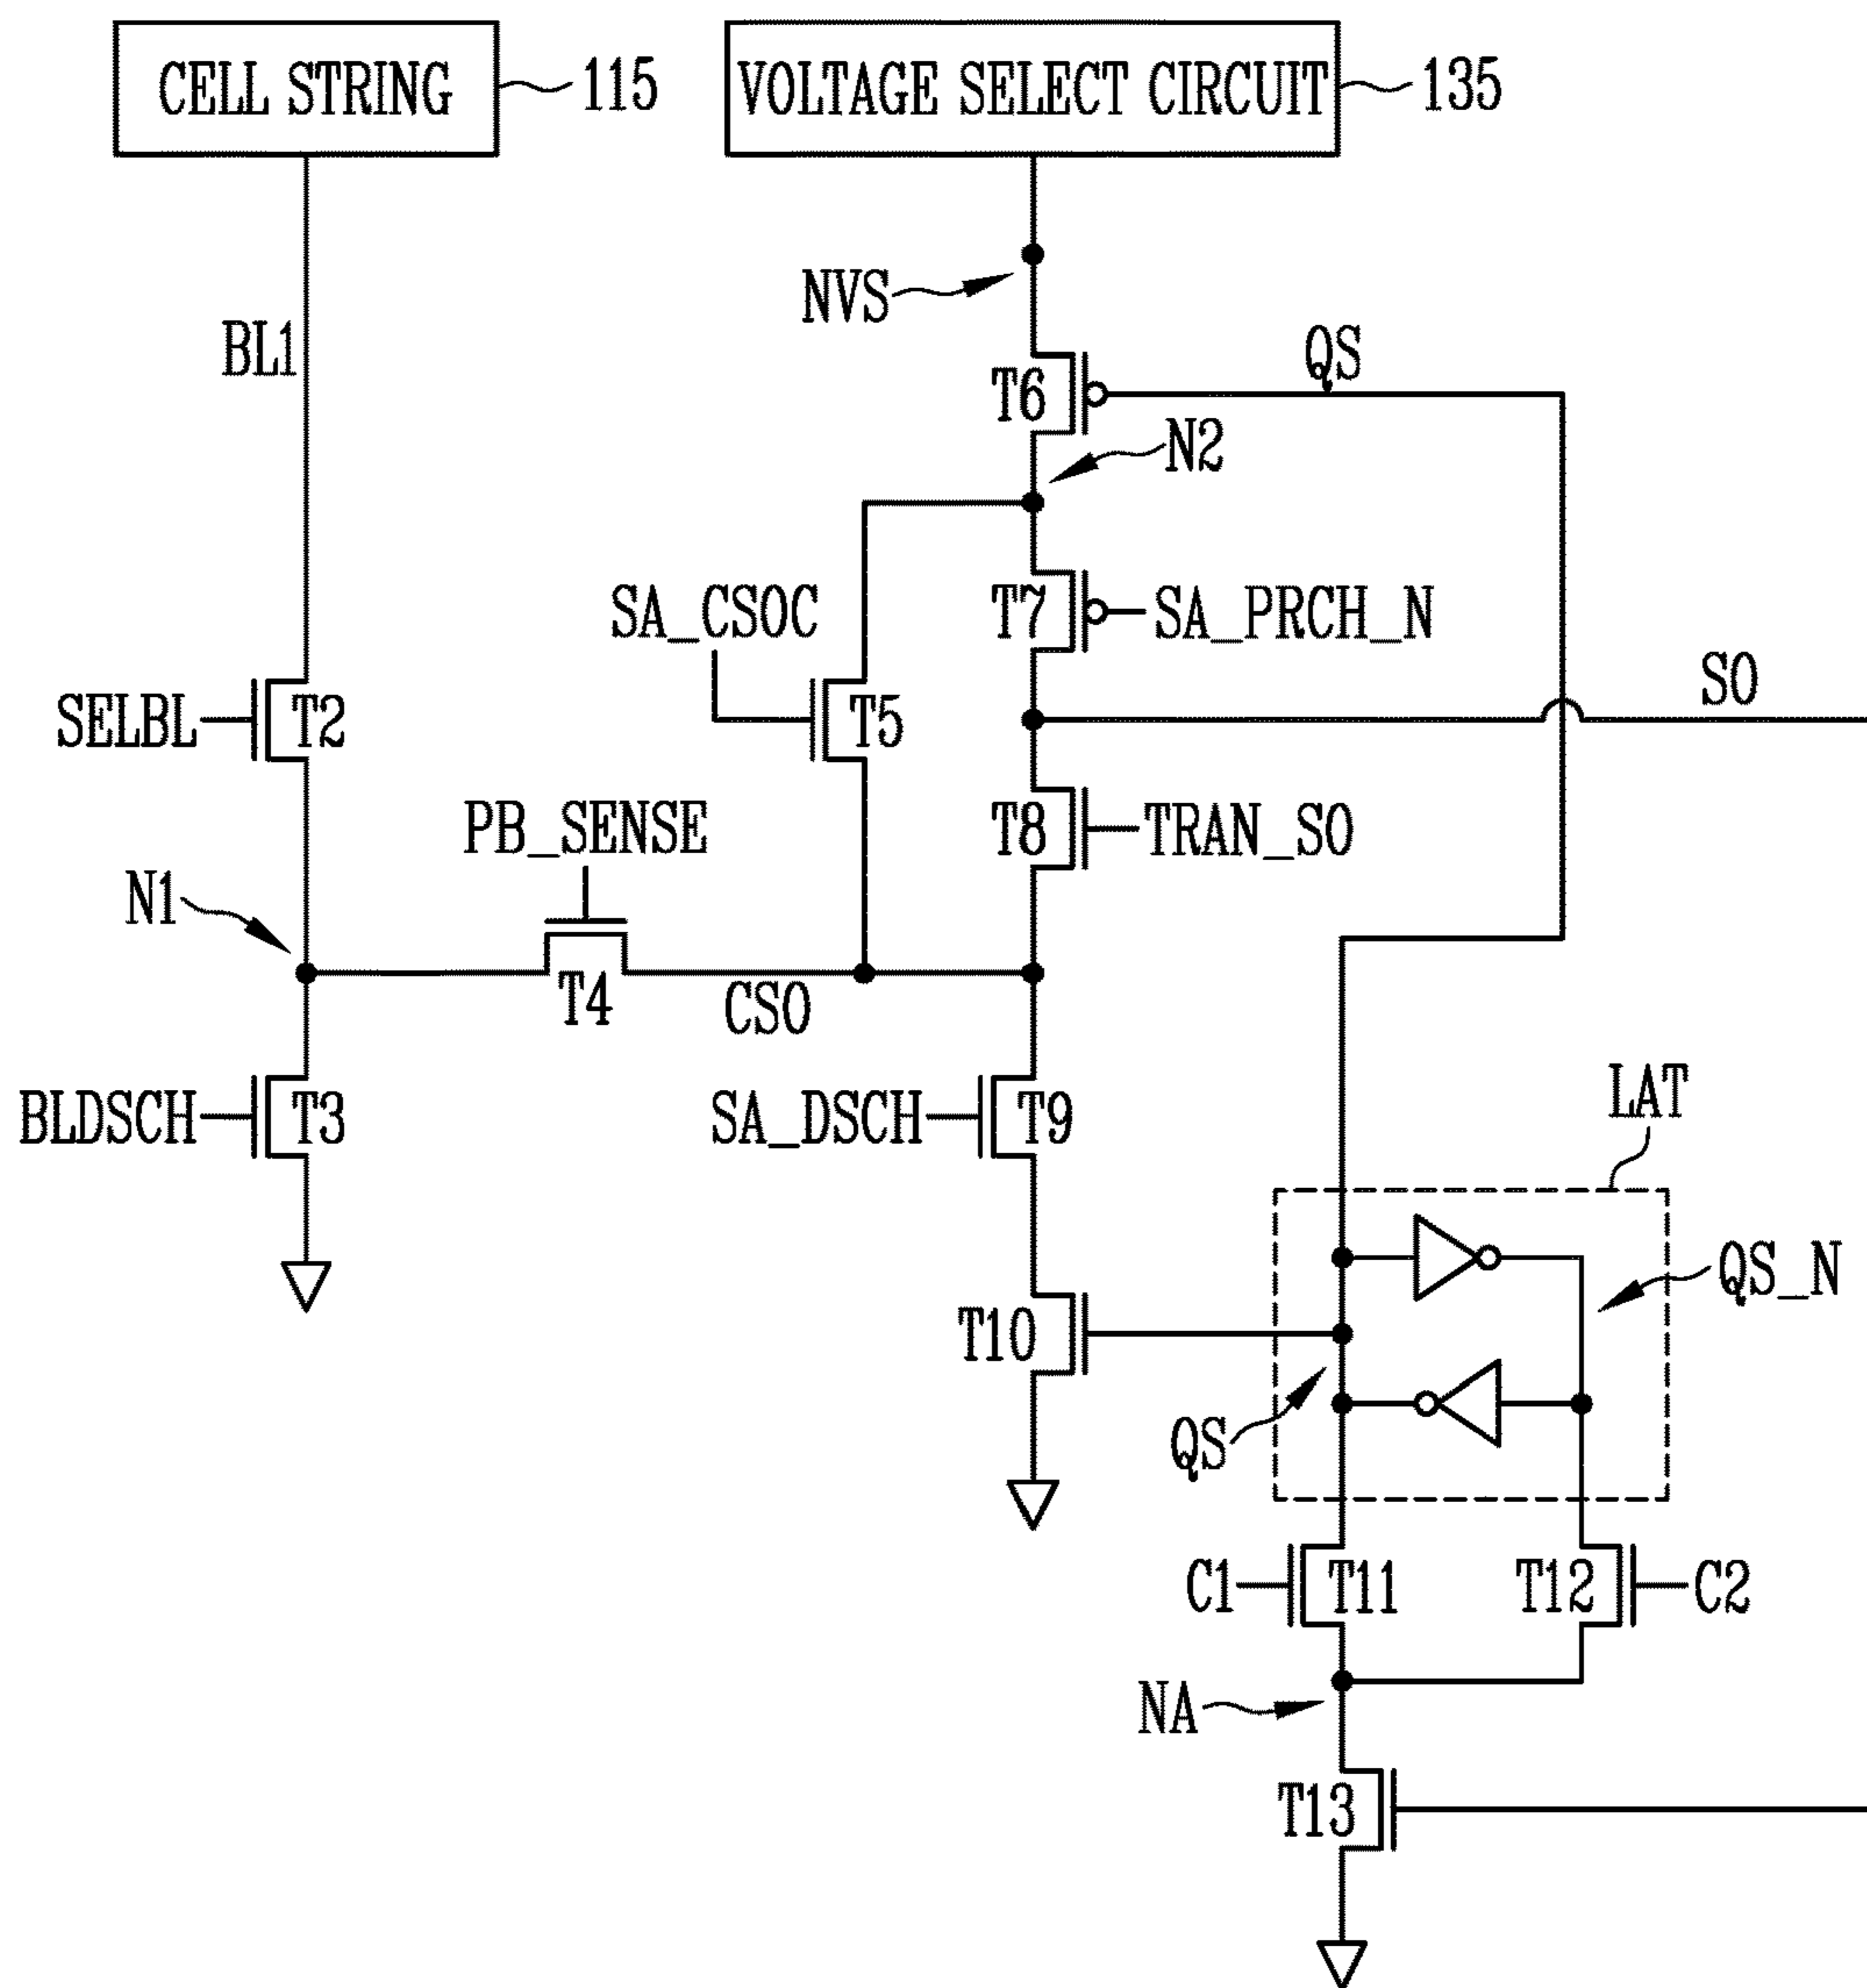 CELL STRING
115
VOLTAGE SELECT CIRCUIT
135
NVS
BL1
QS
T6
N2
SA_CSOC
T7
SA_PRCH_N
SO
SELBL
T2
T5
PB_SENSE
T8
TRAN_SO
N1
T4
CSO
BLDSCH
T3
SA_DSCH
T9
LAT
QS_N
T10
QS
C1
T11
T12
C2
NA
T13